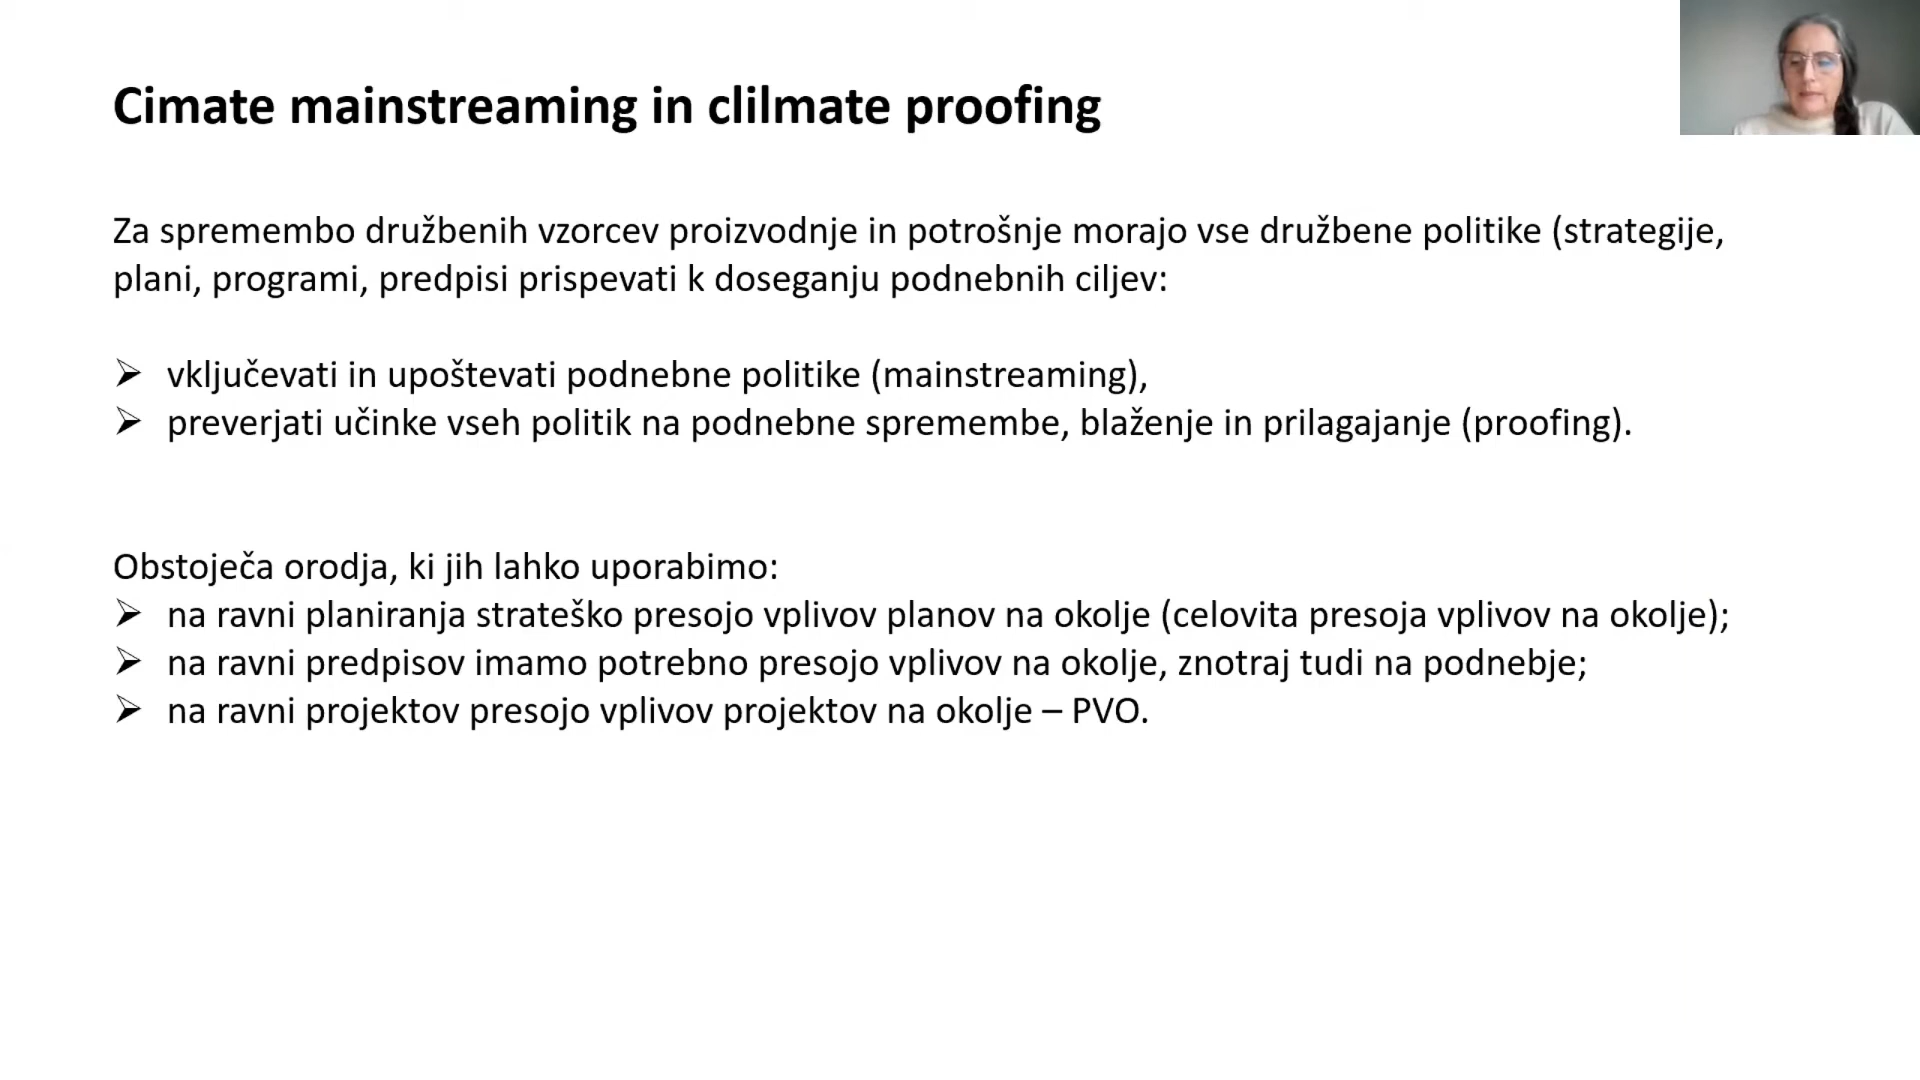 Cimate mainstreaming in clilmate proofing
Za spremembo družbenih vzorcev proizvodnje in potrošnje morajo vse družbene politike (strategije,
plani, programi, predpisi prispevati k doseganju podnebnih ciljev:
➢ vključevati in upoštevati podnebne politike (mainstreaming),
➢ preverjati učinke vseh politik na podnebne spremembe, blaženje in prilagajanje (proofing).
Obstoječa orodja, ki jih lahko uporabimo:
➢ na ravni planiranja strateško presojo vplivov planov na okolje (celovita presoja vplivov na okolje);
➢ na ravni predpisov imamo potrebno presojo vplivov na okolje, znotraj tudi na podnebje;
➢ na ravni projektov presojo vplivov projektov na okolje – PVO.